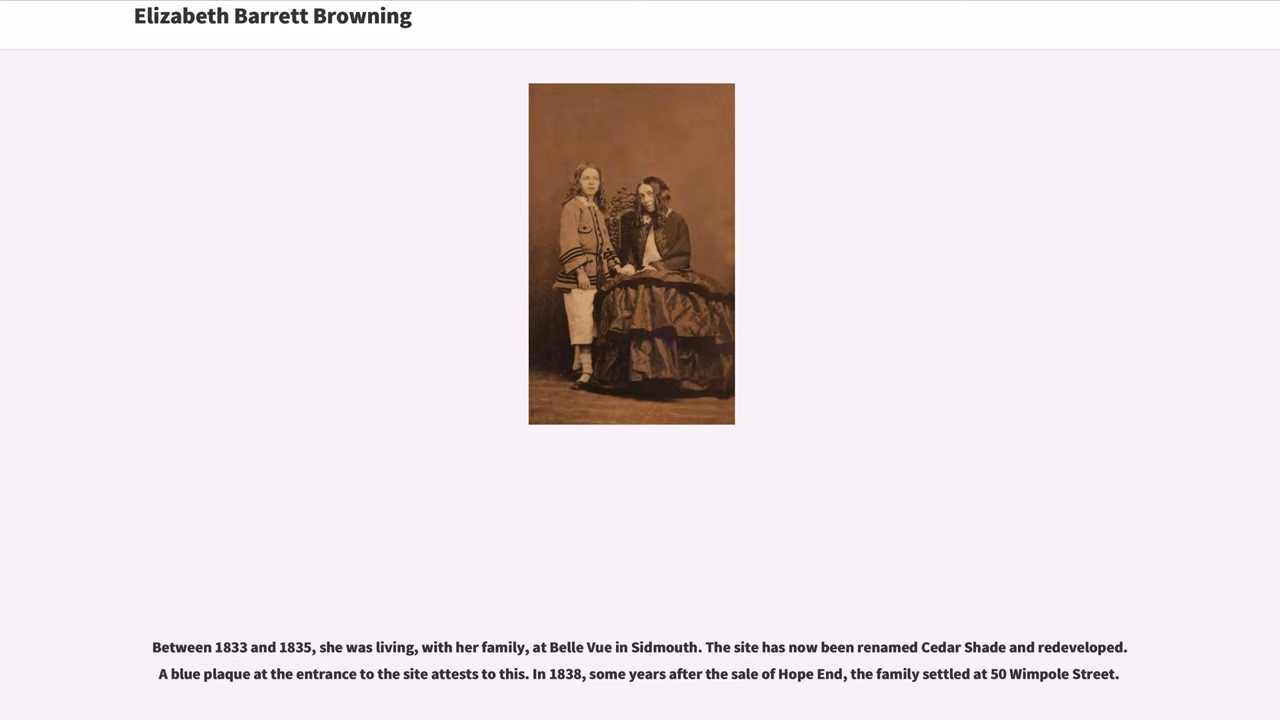 Elizabeth Barrett Browning
Between 1833 and 1835, she was living, with her family, at Belle Vue in Sidmouth. The site has now been renamed Cedar Shade and redeveloped.
A blue plaque at the entrance to the site attests to this. In 1838, some years after the sale of Hope End, the family settled at 50 Wimpole Street.